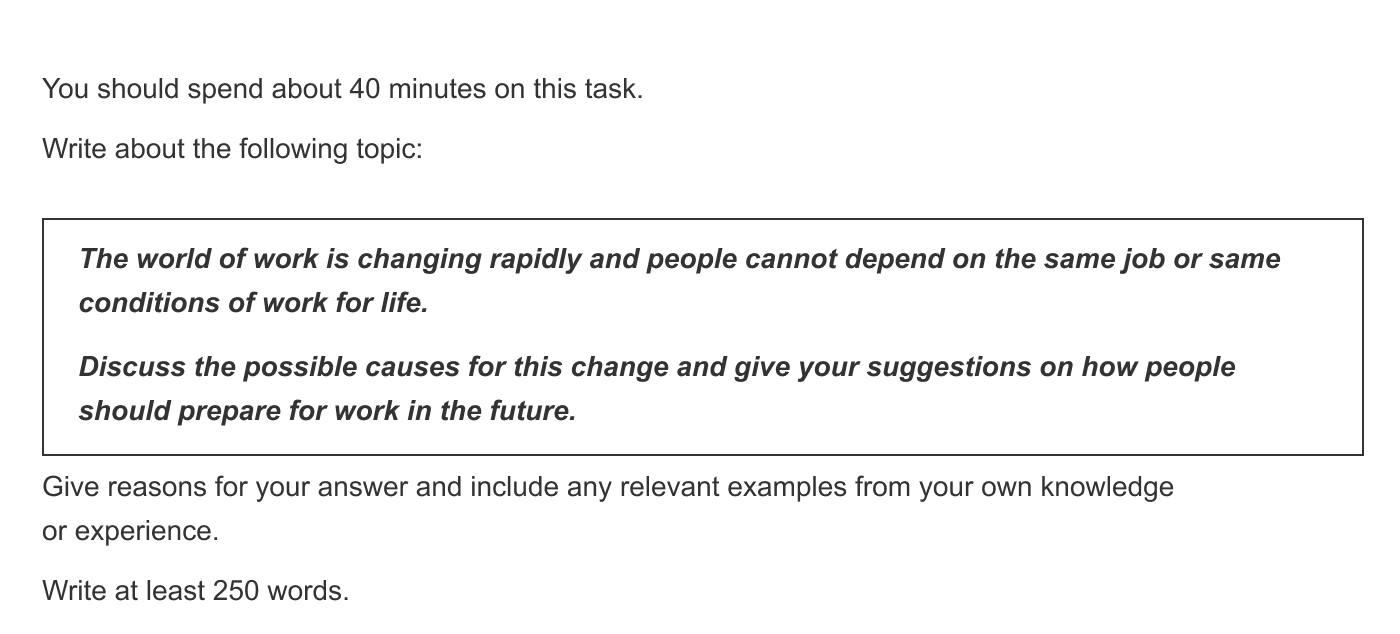 You should spend about 40 minutes on this task.
Write about the following topic:
The world of work is changing rapidly and people cannot depend on the same job or same
conditions of work for life.
Discuss the possible causes for this change and give your suggestions on how people
should prepare for work in the future.
Give reasons for your answer and include any relevant examples from your own knowledge
or experience.
Write at least 250 words.